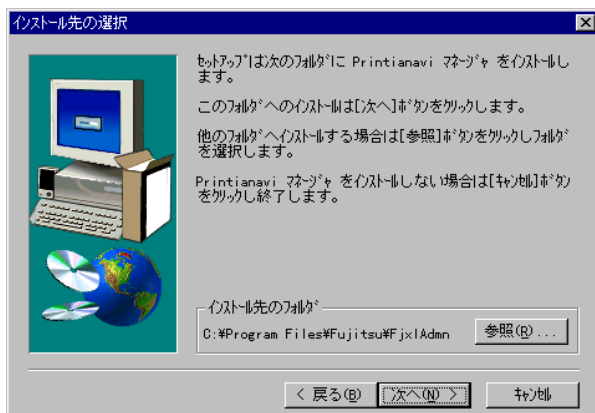 インストール先の選択
セットアップは次のフォルダに Printianavi マネージャ をインストールし
ます。
このフォルダへのインストールは[次へ]ボタンをクリックします。
他のフォルダへインストールする場合は[参照]ボタンをクリックしフォルダ
を選択します。
Printianavi マネージャ をインストールしない場合は[キャンセル]ボタン
をクリックし終了します。
インストール先のフォルダ
C:¥Program Files¥Fujitsu¥FjxlAdmn
参照(R)...
< 戻る(B)
次へ(N) >
キャンセル